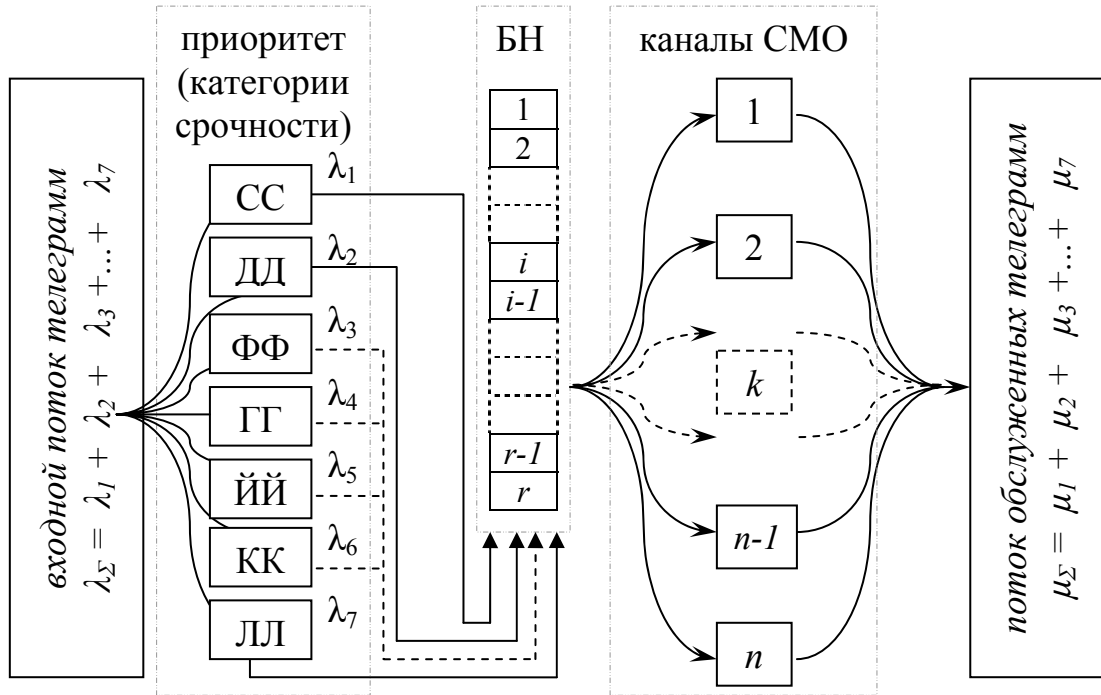 входной поток телеграмм
λΣ = λ1 + λ2 + λ3 +...+ λ7
приоритет
(категории
срочности)
СС
λ1
ДД
λ2
ФФ
λ3
ГГ
λ4
ЙЙ
λ5
КК
λ6
ЛЛ
λ7
БН
1
2
i
i-1
r-1
r
каналы СМО
1
2
k
n-1
n
поток обслуженных телеграмм
μΣ = μ1 + μ2 + μ3 +...+ μ7